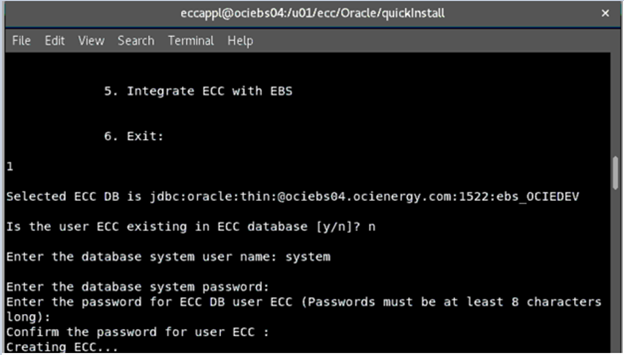 eccappl@ociebs04:/u01/ecc/Oracle/quickInstall ×
File Edit View Search Terminal Help
5. Integrate ECC with EBS
6. Exit:
1
Selected ECC DB is jdbc:oracle:thin:@ociebs04.ocienergy.com:1522:ebs_OCIEDEV
Is the user ECC existing in ECC database [y/n]? n
Enter the database system user name: system
Enter the database system password:
Enter the password for ECC DB user ECC (Passwords must be at least 8 characters
long):
Confirm the password for user ECC :
Creating ECC...